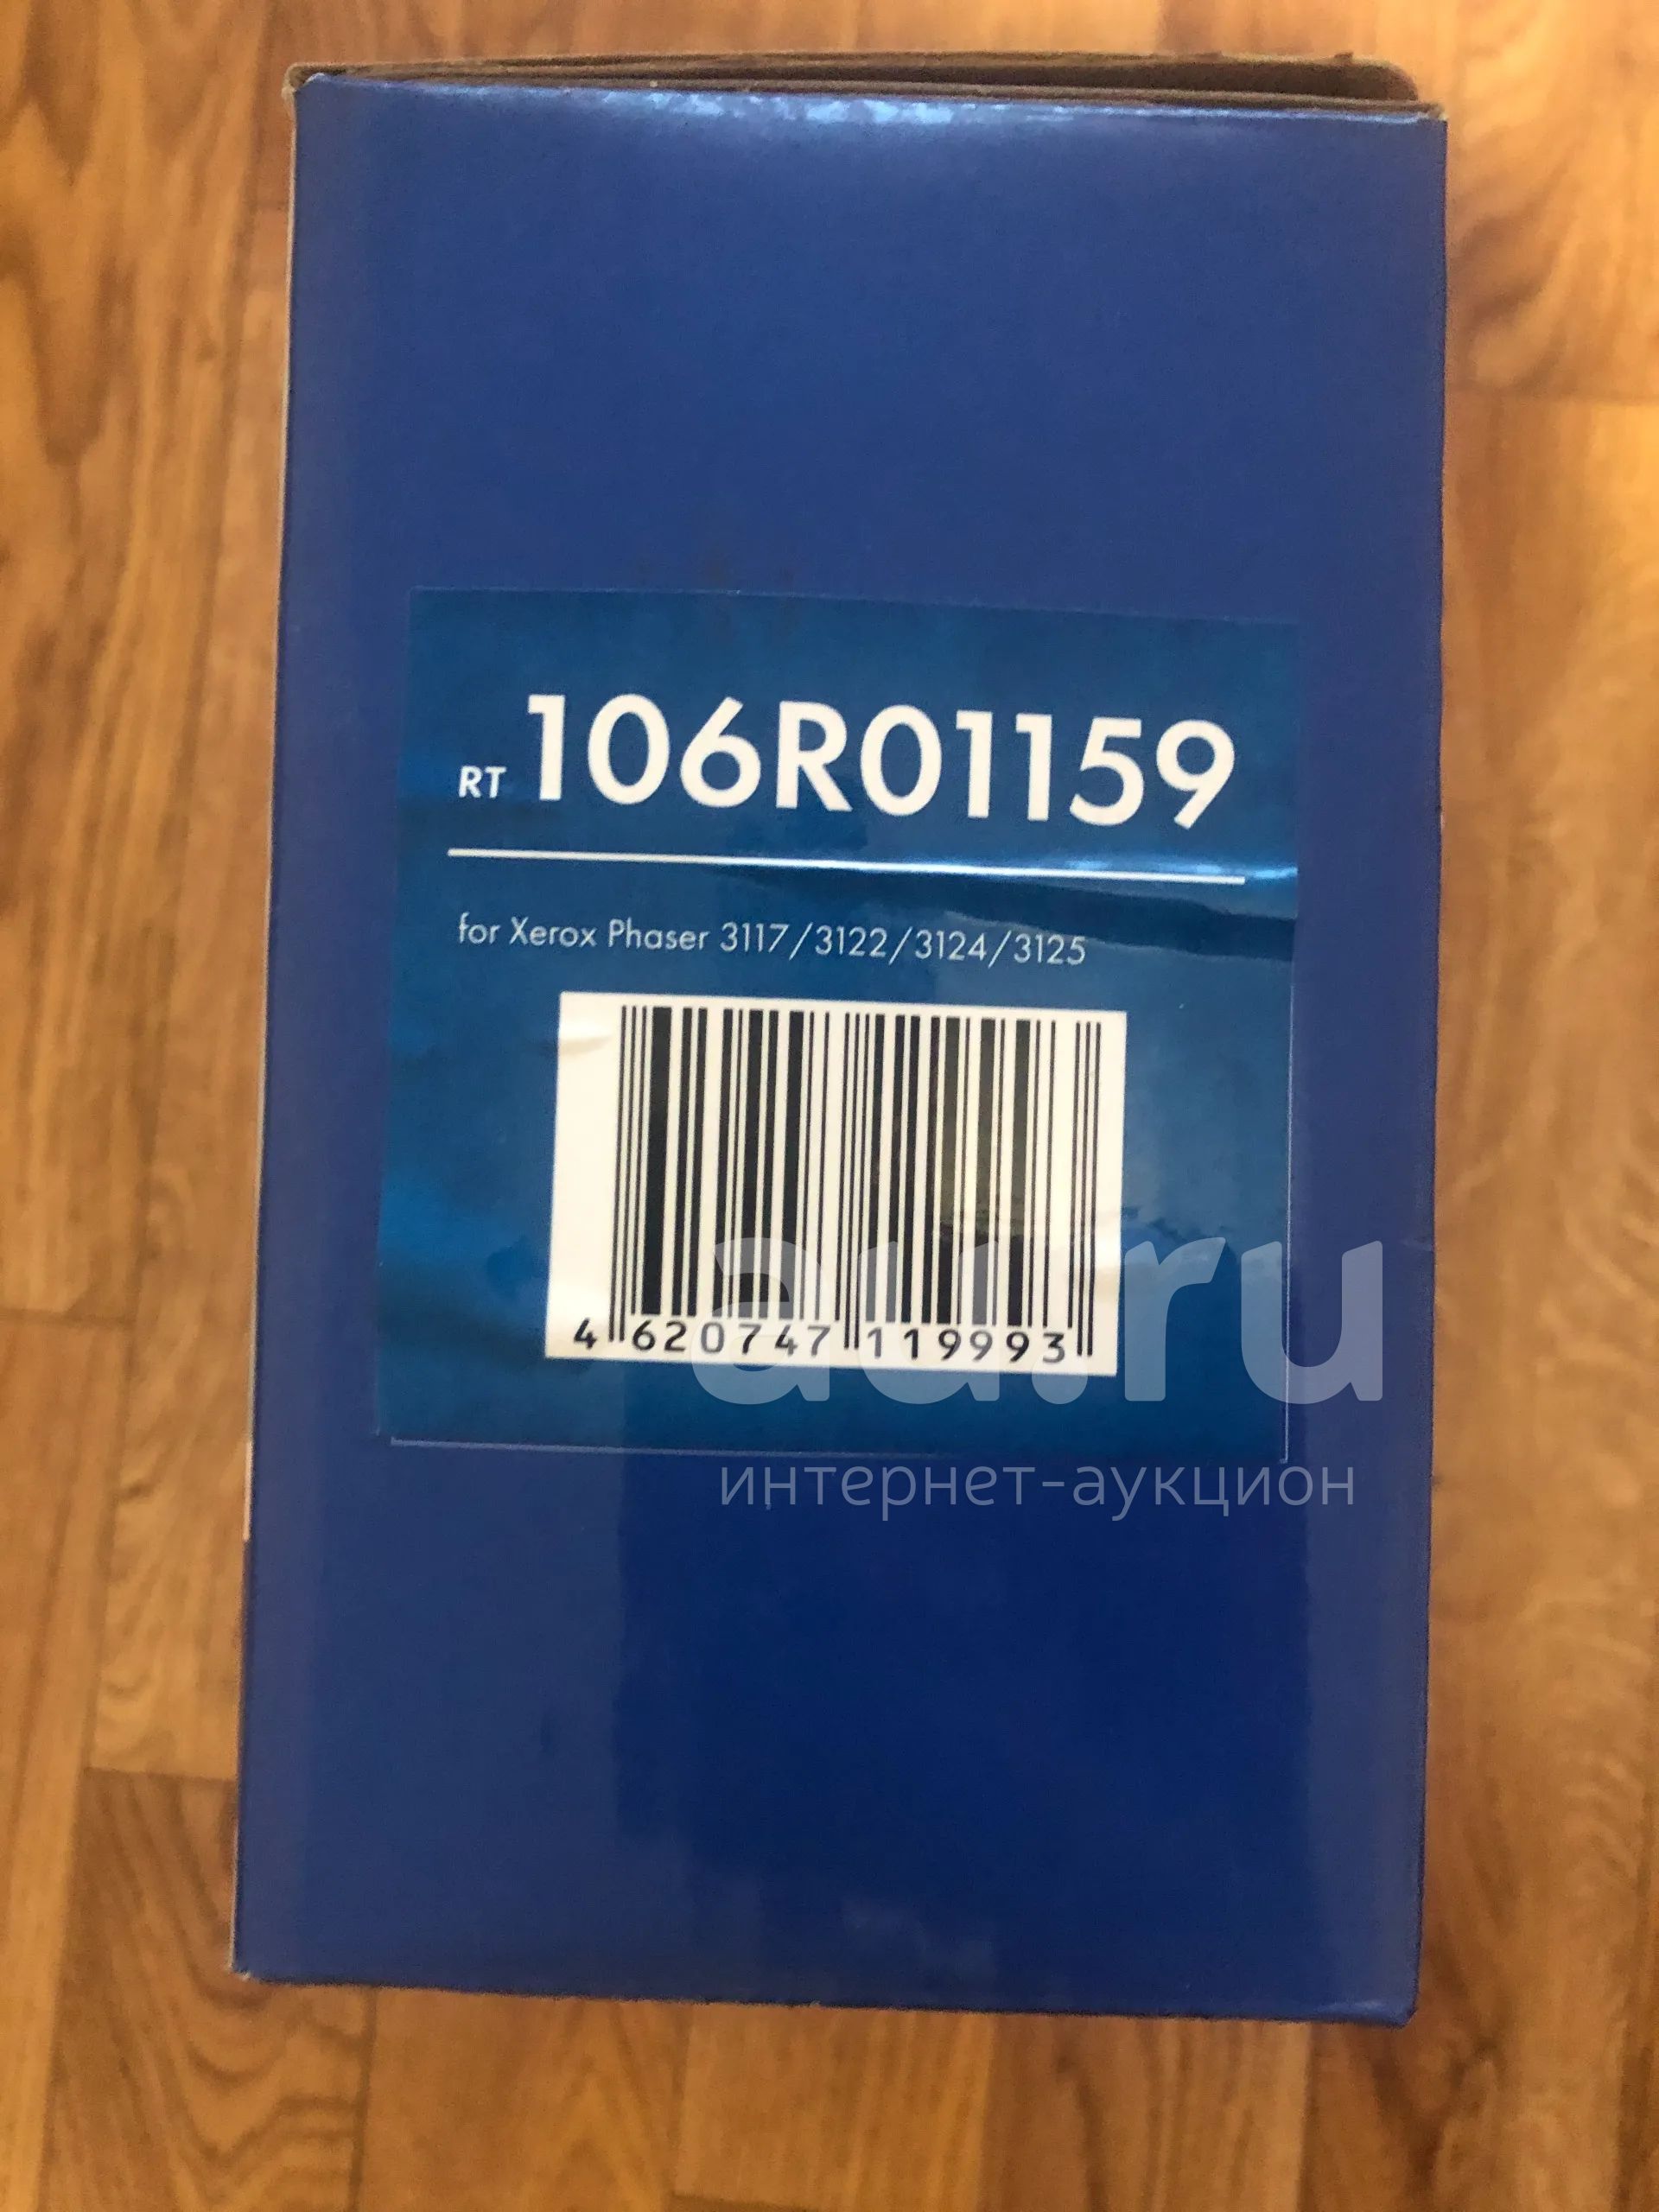 RT 106R01159
for Xerox Phaser 3117/3122/3124/3125
4 620747 119993
au.ru
интернет-аукцион